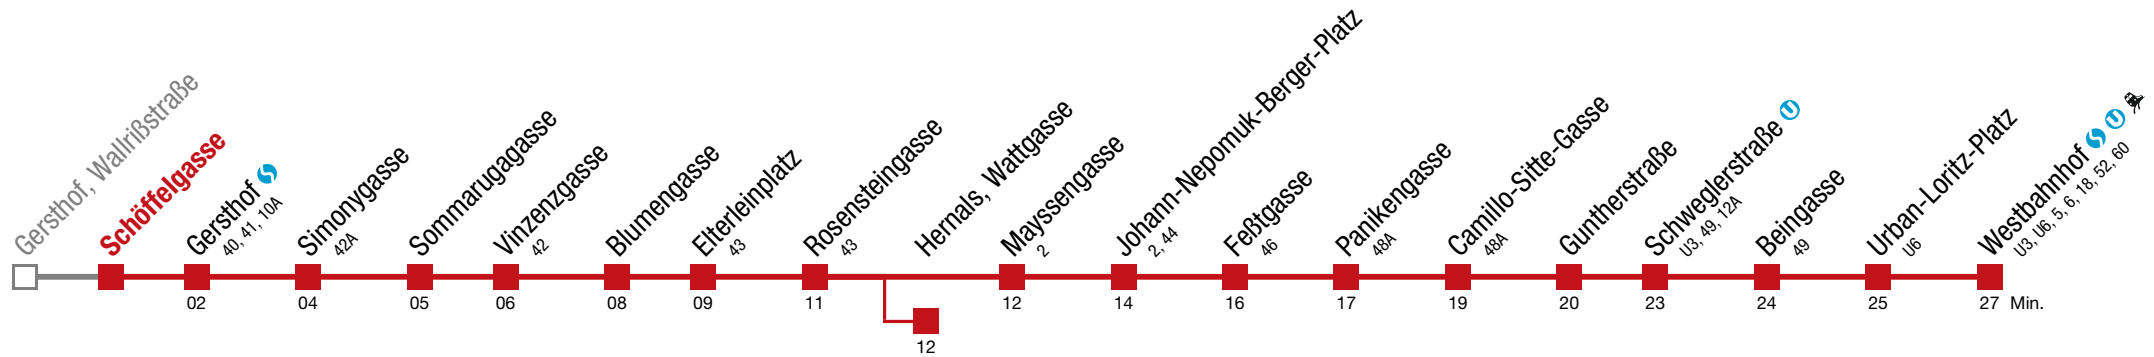 Gersthof, Wallrißstraße
Schöffelgasse
Gersthof
40, 41, 10A
02
Simonygasse
42A
04
Sommarugagasse
05
Vinzenzgasse
42
06
Blumengasse
08
Elterleinplatz
43
09
Rosensteingasse
43
11
Hernals, Wattgasse
12
Mayssengasse
2
12
Johann-Nepomuk-Berger-Platz
2, 44
14
Feßtgasse
46
16
Panikengasse
48A
17
Camillo-Sitte-Gasse
48A
19
Guntherstraße
20
Schweglerstraße U
U3, 49, 12A
23
Beingasse
49
24
Urban-Loritz-Platz
U6
25
Westbahnhof U
U3, U6, 5, 6, 18, 52, 60
27 Min.